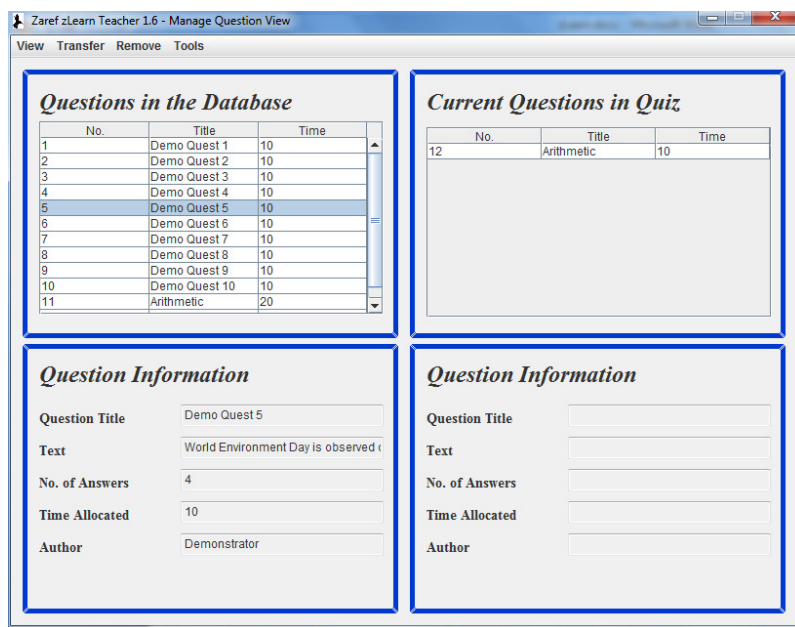 Zaref zLearn Teacher 1.6 - Manage Question View
View Transfer Remove Tools
Questions in the Database
No. Title Time
1 Demo Quest 1 10
2 Demo Quest 2 10
3 Demo Quest 3 10
4 Demo Quest 4 10
5 Demo Quest 5 10
6 Demo Quest 6 10
7 Demo Quest 7 10
8 Demo Quest 8 10
9 Demo Quest 9 10
10 Demo Quest 10 10
11 Arithmetic 20
Current Questions in Quiz
No. Title Time
12 Arithmetic 10
Question Information
Question Title Demo Quest 5
Text World Environment Day is observed
No. of Answers 4
Time Allocated 10
Author Demonstrator
Question Information
Question Title
Text
No. of Answers
Time Allocated
Author